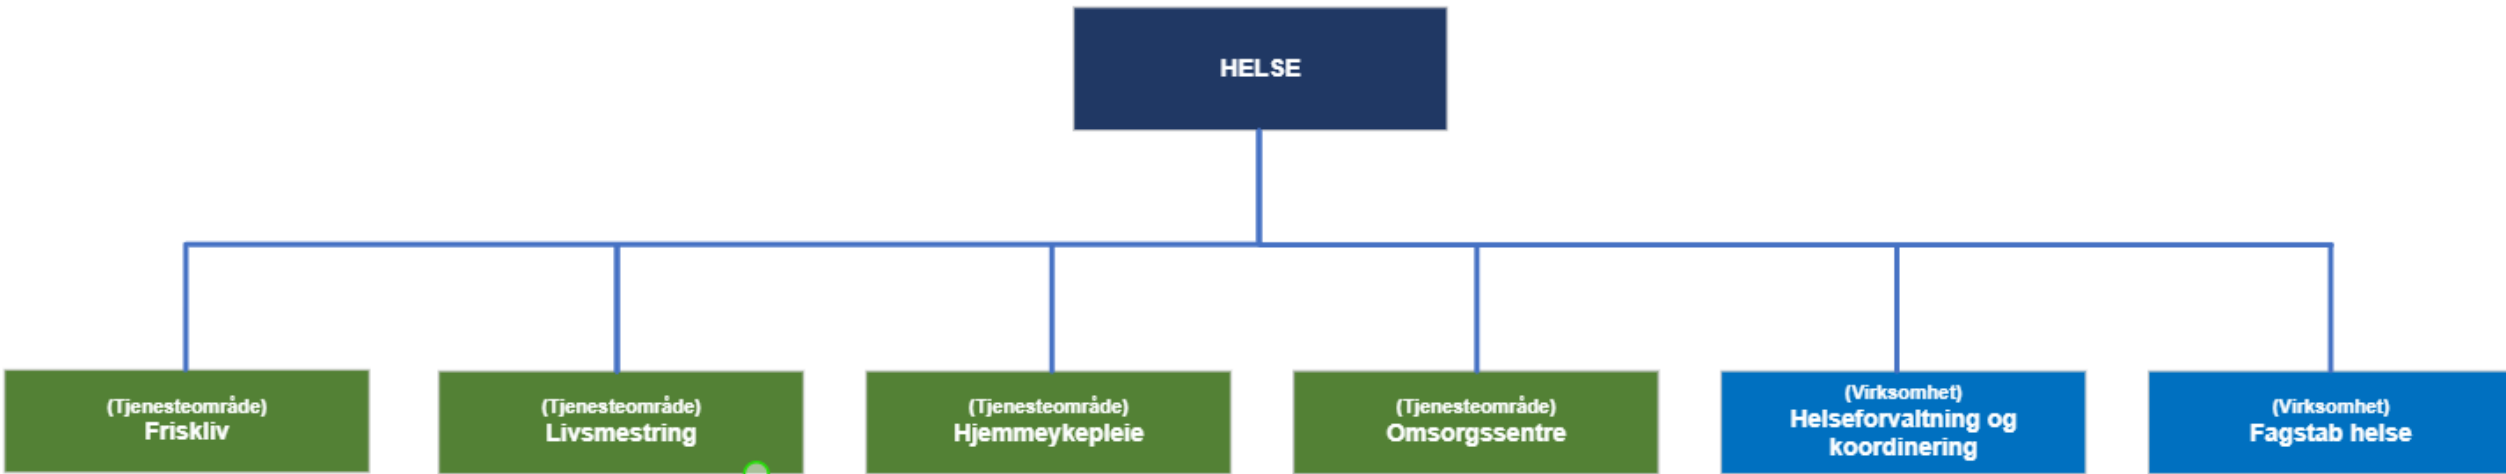 HELSE
(Tjenesteområde)
Friskliv
(Tjenesteområde)
Livsmestring
(Tjenesteområde)
Hjemmeykepleie
(Tjenesteområde)
Omsorgssentre
(Virksomhet)
Helseforvaltning og
koordinering
(Virksomhet)
Fagstab helse